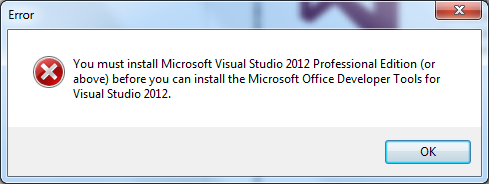 Error
You must install Microsoft Visual Studio 2012 Professional Edition (or
above) before you can install the Microsoft Office Developer Tools for
Visual Studio 2012.
OK